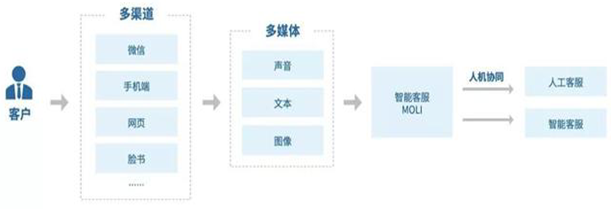 客户
多渠道
微信
手机端
网页
脸书
......
多媒体
声音
文本
图像
智能客服
MOLI
人机协同
人工客服
智能客服